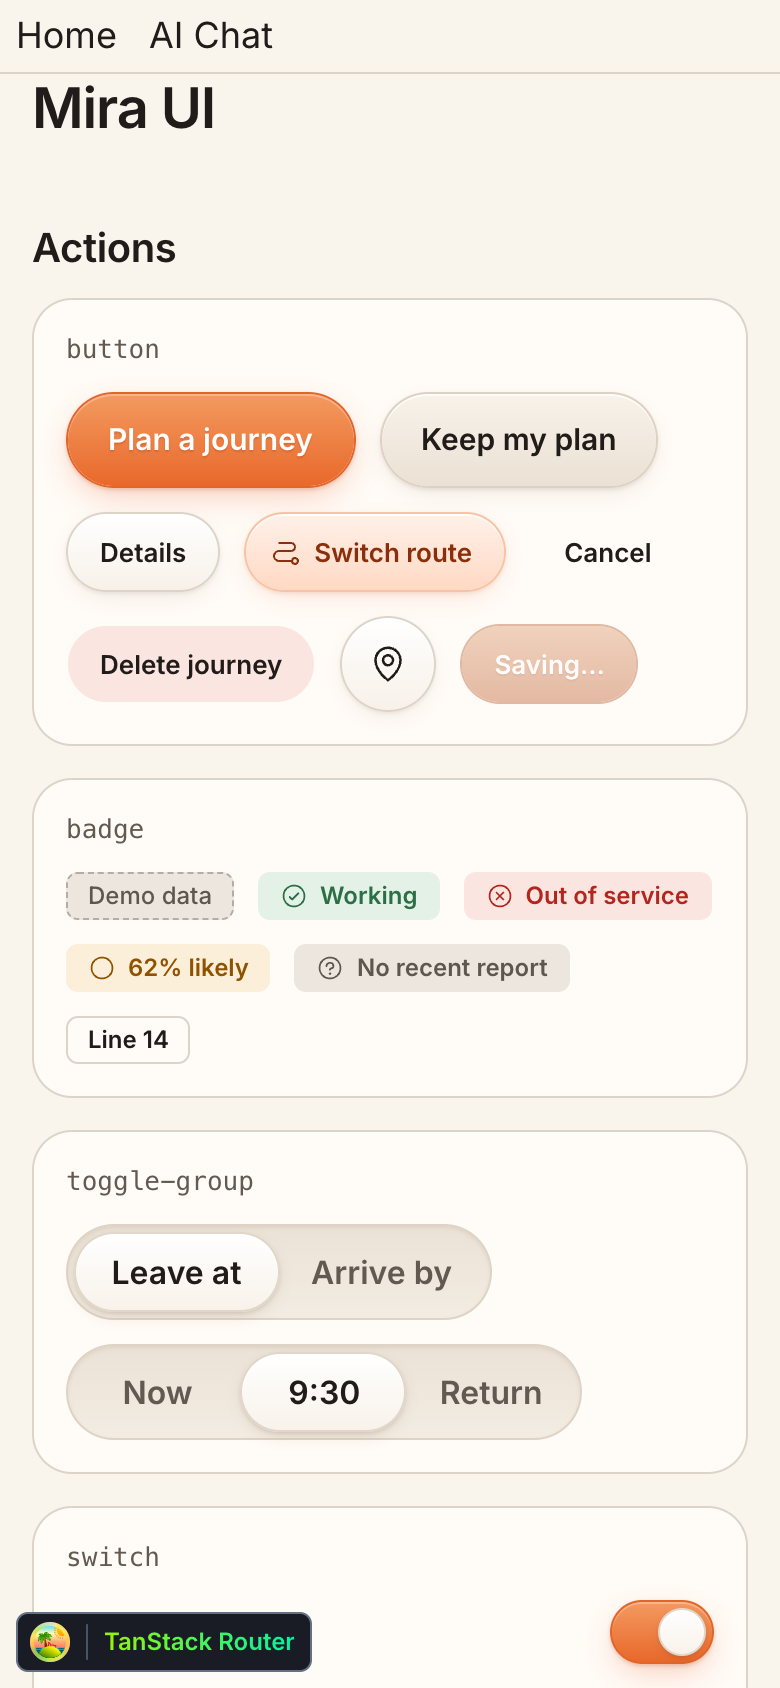 Home AI Chat
Mira UI
Actions
button
Plan a journey Keep my plan
Details Switch route Cancel
Delete journey Saving...
badge
Demo data Working Out of service
62% likely No recent report
Line 14
toggle-group
Leave at Arrive by
Now 9:30 Return
switch
TanStack Router